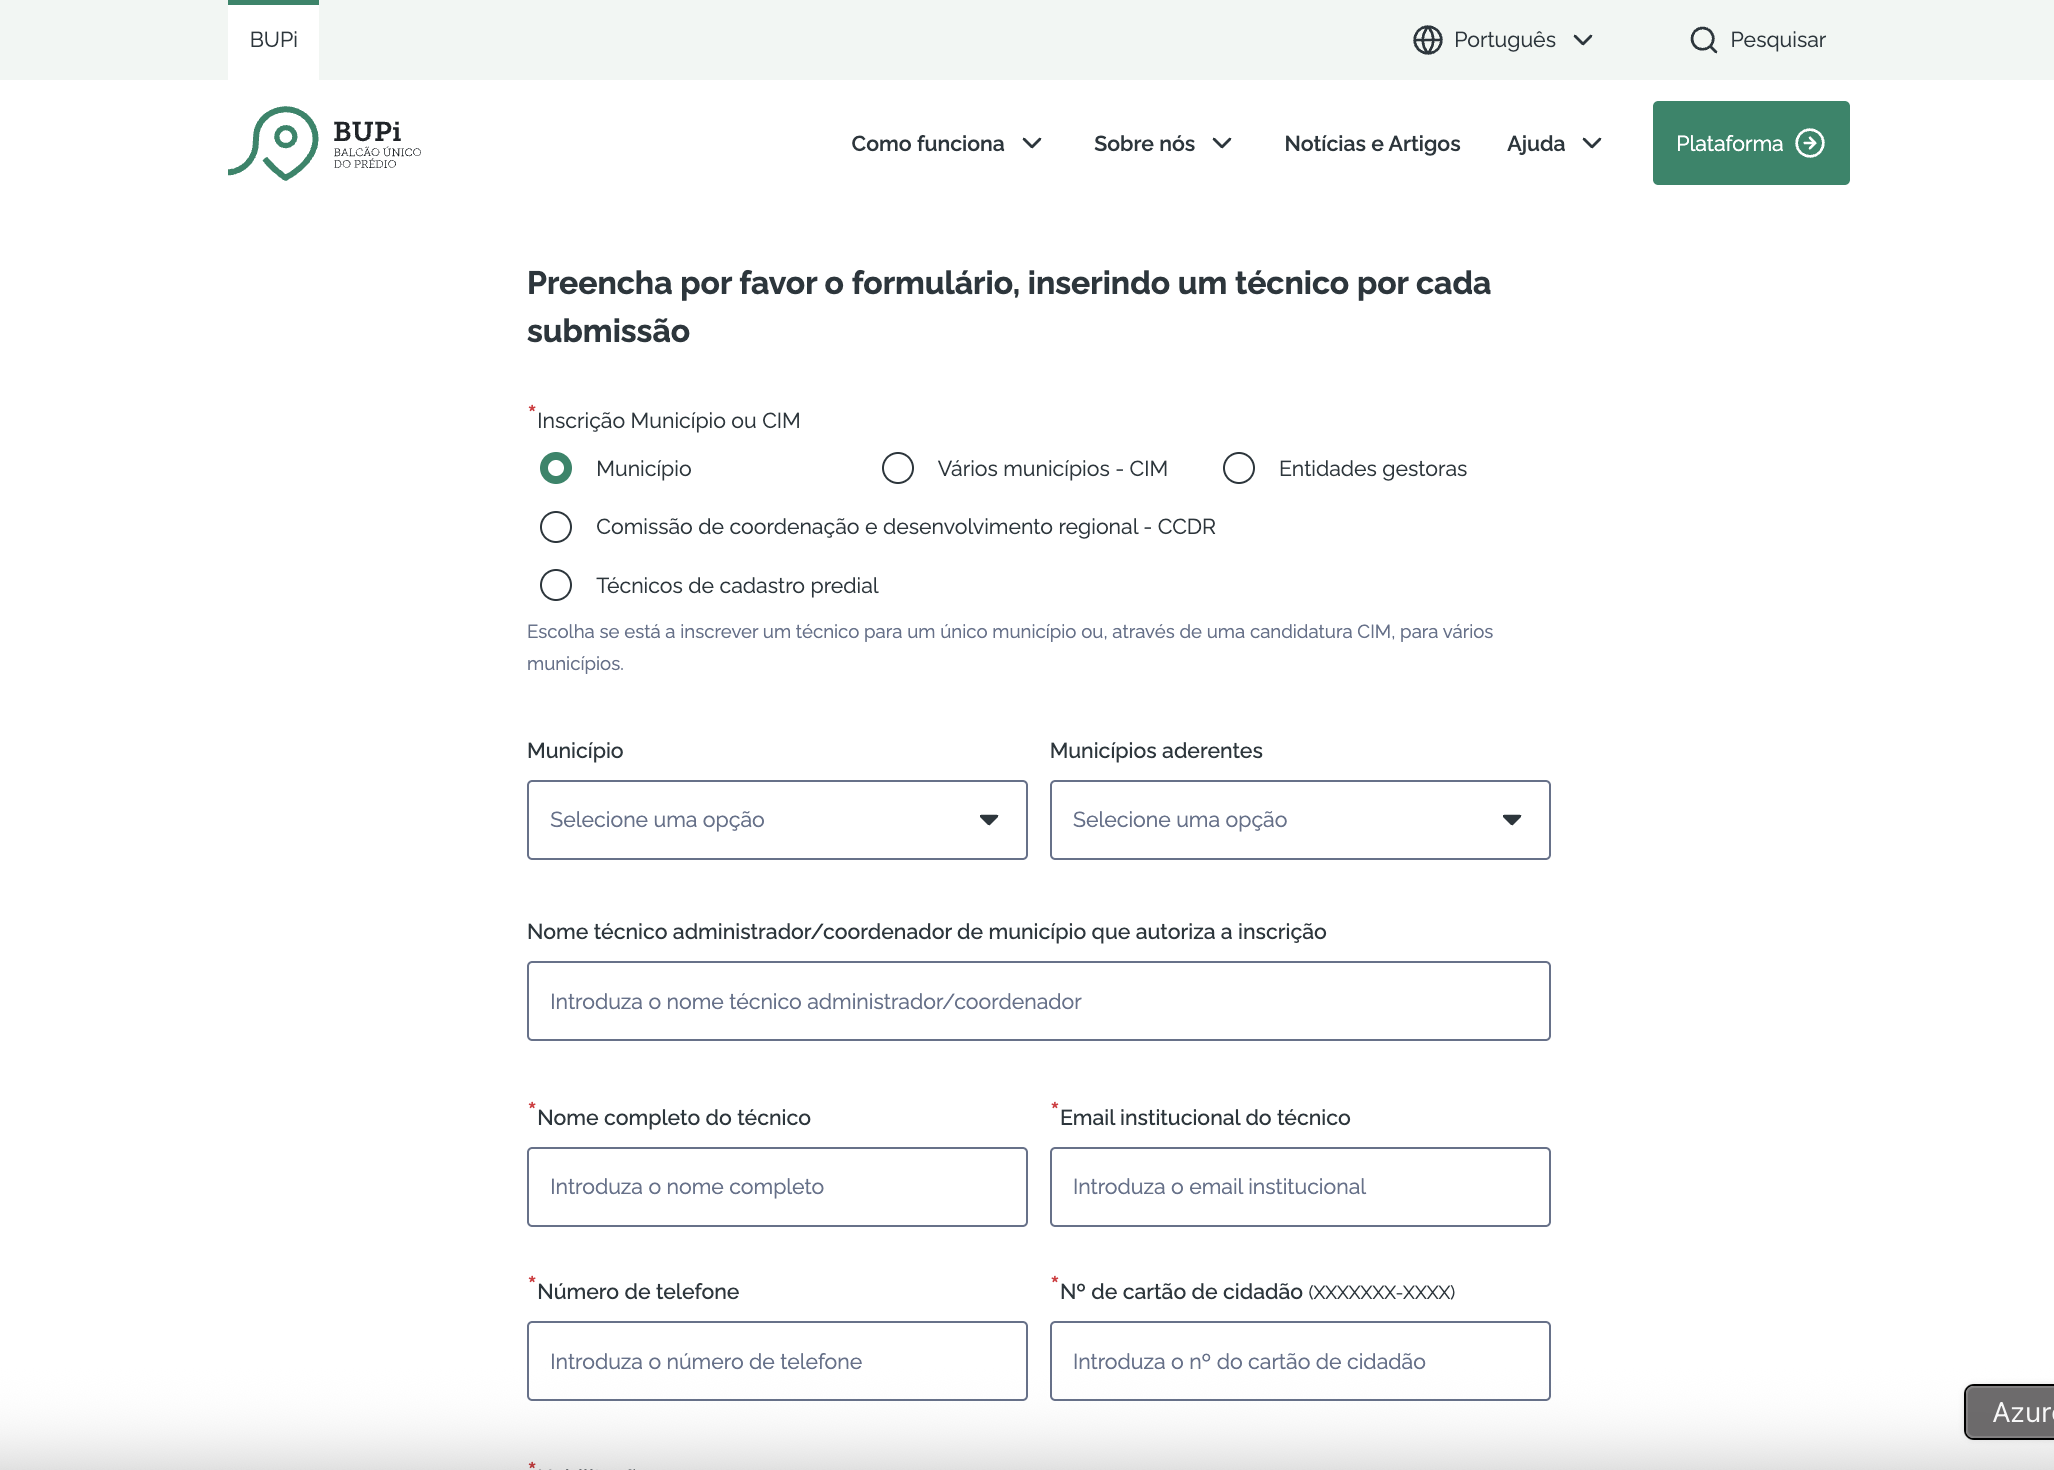 BUPi
Português
Pesquisar
BUPi
BALCÃO ÚNICO
DO PRÉDIO
Como funciona
Sobre nós
Notícias e Artigos
Ajuda
Plataforma
Preencha por favor o formulário, inserindo um técnico por cada
submissão
*Inscrição Município ou CIM
Município
Vários municípios - CIM
Entidades gestoras
Comissão de coordenação e desenvolvimento regional - CCDR
Técnicos de cadastro predial
Escolha se está a inscrever um técnico para um único município ou, através de uma candidatura CIM, para vários
municípios.
Município
Municípios aderentes
Selecione uma opção
Selecione uma opção
Nome técnico administrador/coordenador de município que autoriza a inscrição
Introduza o nome técnico administrador/coordenador
*Nome completo do técnico
*Email institucional do técnico
Introduza o nome completo
Introduza o email institucional
*Número de telefone
*Nº de cartão de cidadão (XXXXXXX-XXXX)
Introduza o número de telefone
Introduza o nº do cartão de cidadão